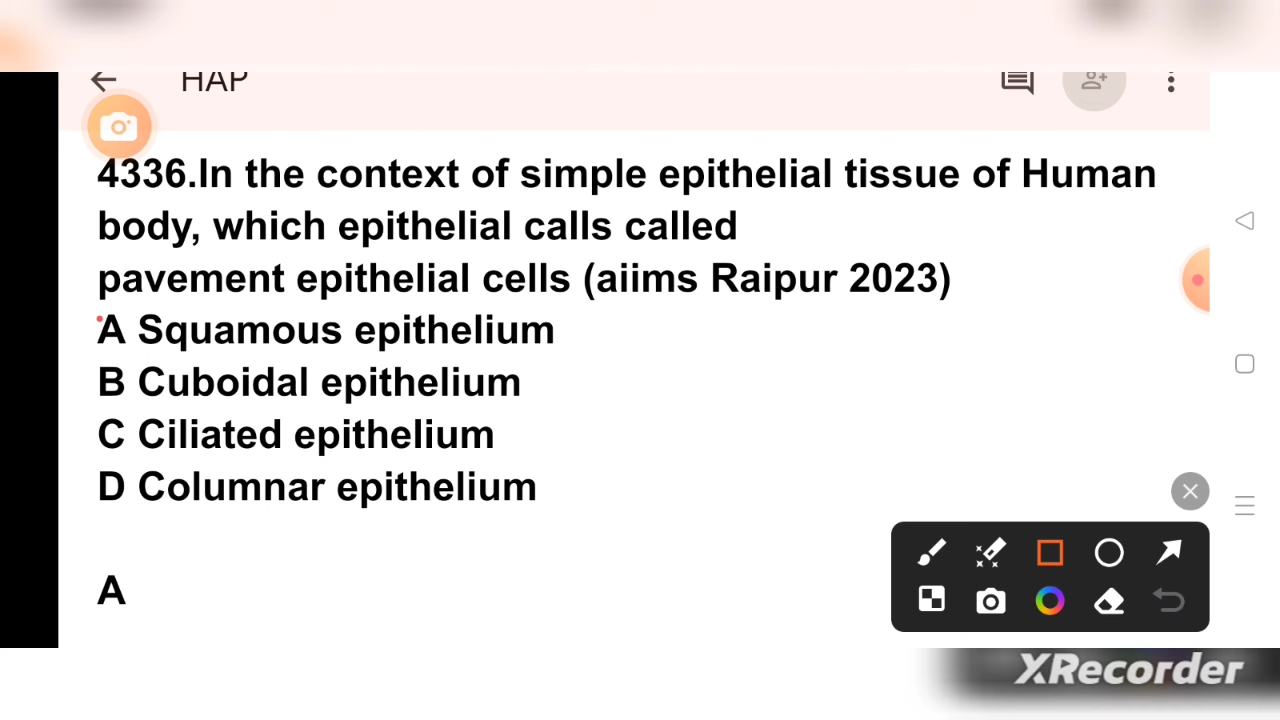 HAP
4336.In the context of simple epithelial tissue of Human
body, which epithelial calls called
pavement epithelial cells (aiims Raipur 2023)
A Squamous epithelium
B Cuboidal epithelium
C Ciliated epithelium
D Columnar epithelium
A
XRecorder